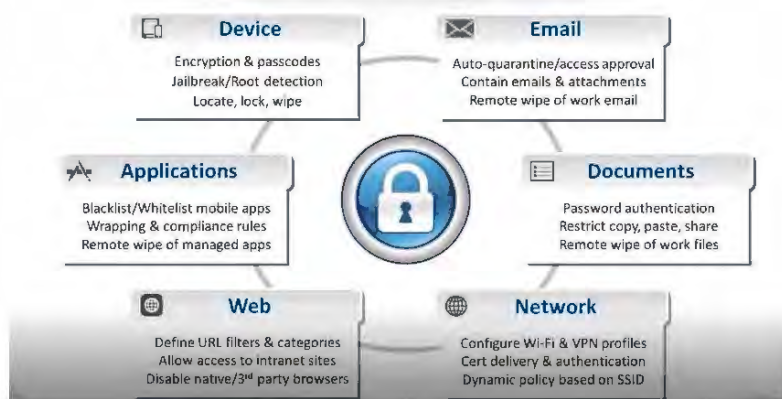 Device
Encryption & passcodes
Jailbreak/Root detection
Locate, lock, wipe
Email
Auto-quarantine/access approval
Contain emails & attachments
Remote wipe of work email
Applications
Blacklist/Whitelist mobile apps
Wrapping & compliance rules
Remote wipe of managed apps
Documents
Password authentication
Restrict copy, paste, share
Remote wipe of work files
Web
Define URL filters & categories
Allow access to intranet sites
Disable native/3rd party browsers
Network
Configure Wi-Fi & VPN profiles
Cert delivery & authentication
Dynamic policy based on SSID